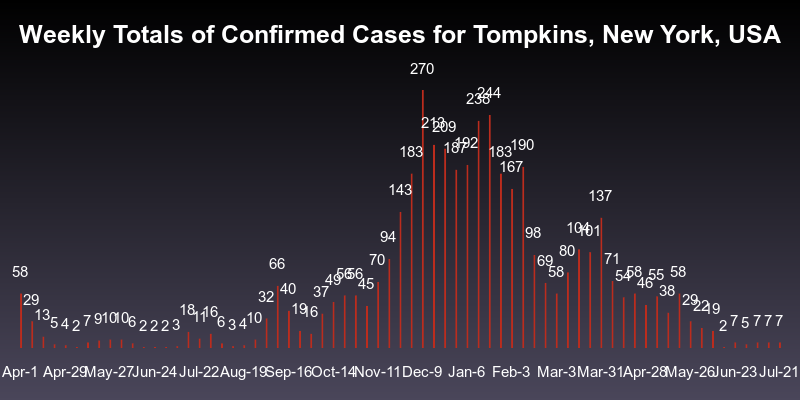 Weekly Totals of Confirmed Cases for Tompkins, New York, USA
58 29 13 5 4 2 7 9 10 10 6 2 2 2 3 18 11 16 6 3 4 10 32 66 40 19 16 37 49 56 56 45 70 94 143 183 270 213 209 187 192 238 244 183 167 190 98 69 58 80 104 101 137 71 54 58 46 55 38 58 29 22 19 2 7 5 7 7 7
Apr-1 Apr-29 May-27 Jun-24 Jul-22 Aug-19 Sep-16 Oct-14 Nov-11 Dec-9 Jan-6 Feb-3 Mar-3 Mar-31 Apr-28 May-26 Jun-23 Jul-21